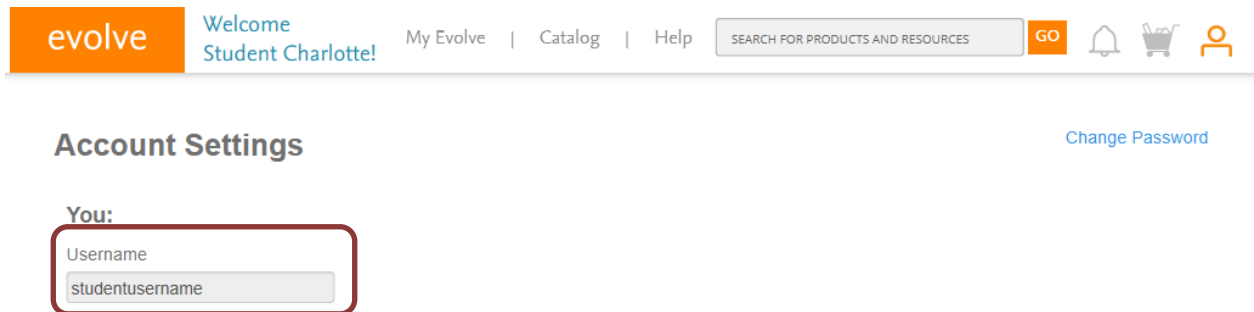 evolve
Welcome
Student Charlotte!
My Evolve | Catalog | Help
SEARCH FOR PRODUCTS AND RESOURCES
GO
Account Settings
Change Password
You:
Username
studentusername